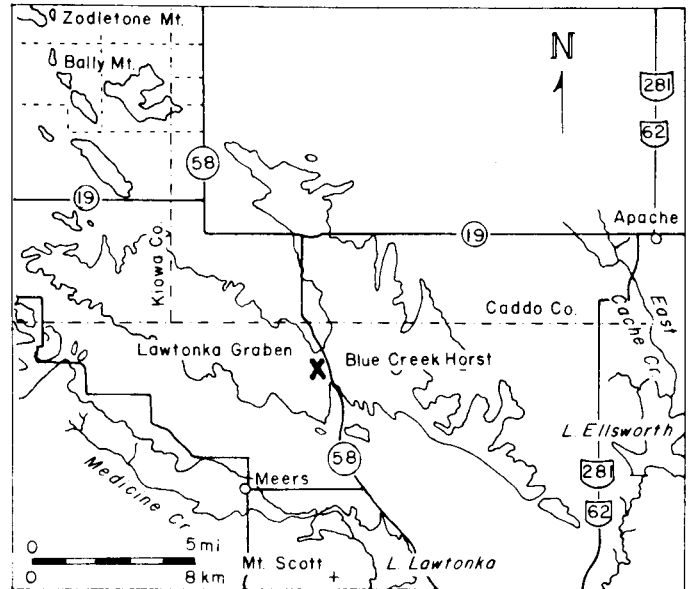 Zodletone Mt.
Bally Mt.
N
281
62
58
19
Apache
19
Kiowa Co.
Caddo Co.
East
Cache Cr.
Lawtonka Graben
Blue Creek Horst
X
L. Ellsworth
58
281
62
Meers
Medicine Cr
0 5 mi
0 8 km
Mt. Scott
L. Lawtonka